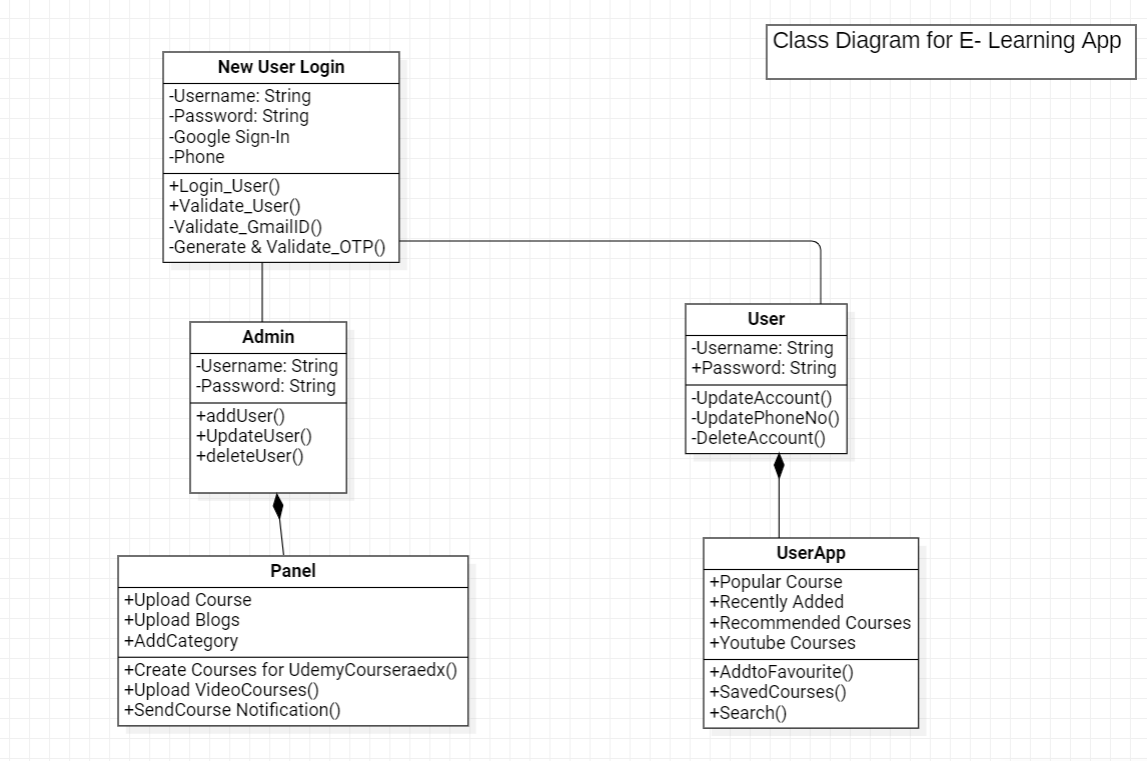 Class Diagram for E- Learning App
New User Login
-Username: String
-Password: String
-Google Sign-In
-Phone
+Login_User()
+Validate_User()
-Validate_GmailID()
-Generate & Validate_OTP()
Admin
-Username: String
-Password: String
+addUser()
+UpdateUser()
+deleteUser()
User
-Username: String
+Password: String
-UpdateAccount()
-UpdatePhoneNo()
-DeleteAccount()
Panel
+Upload Course
+Upload Blogs
+AddCategory
+Create Courses for UdemyCourseraedx()
+Upload VideoCourses()
+SendCourse Notification()
UserApp
+Popular Course
+Recently Added
+Recommended Courses
+Youtube Courses
+AddtoFavourite()
+SavedCourses()
+Search()